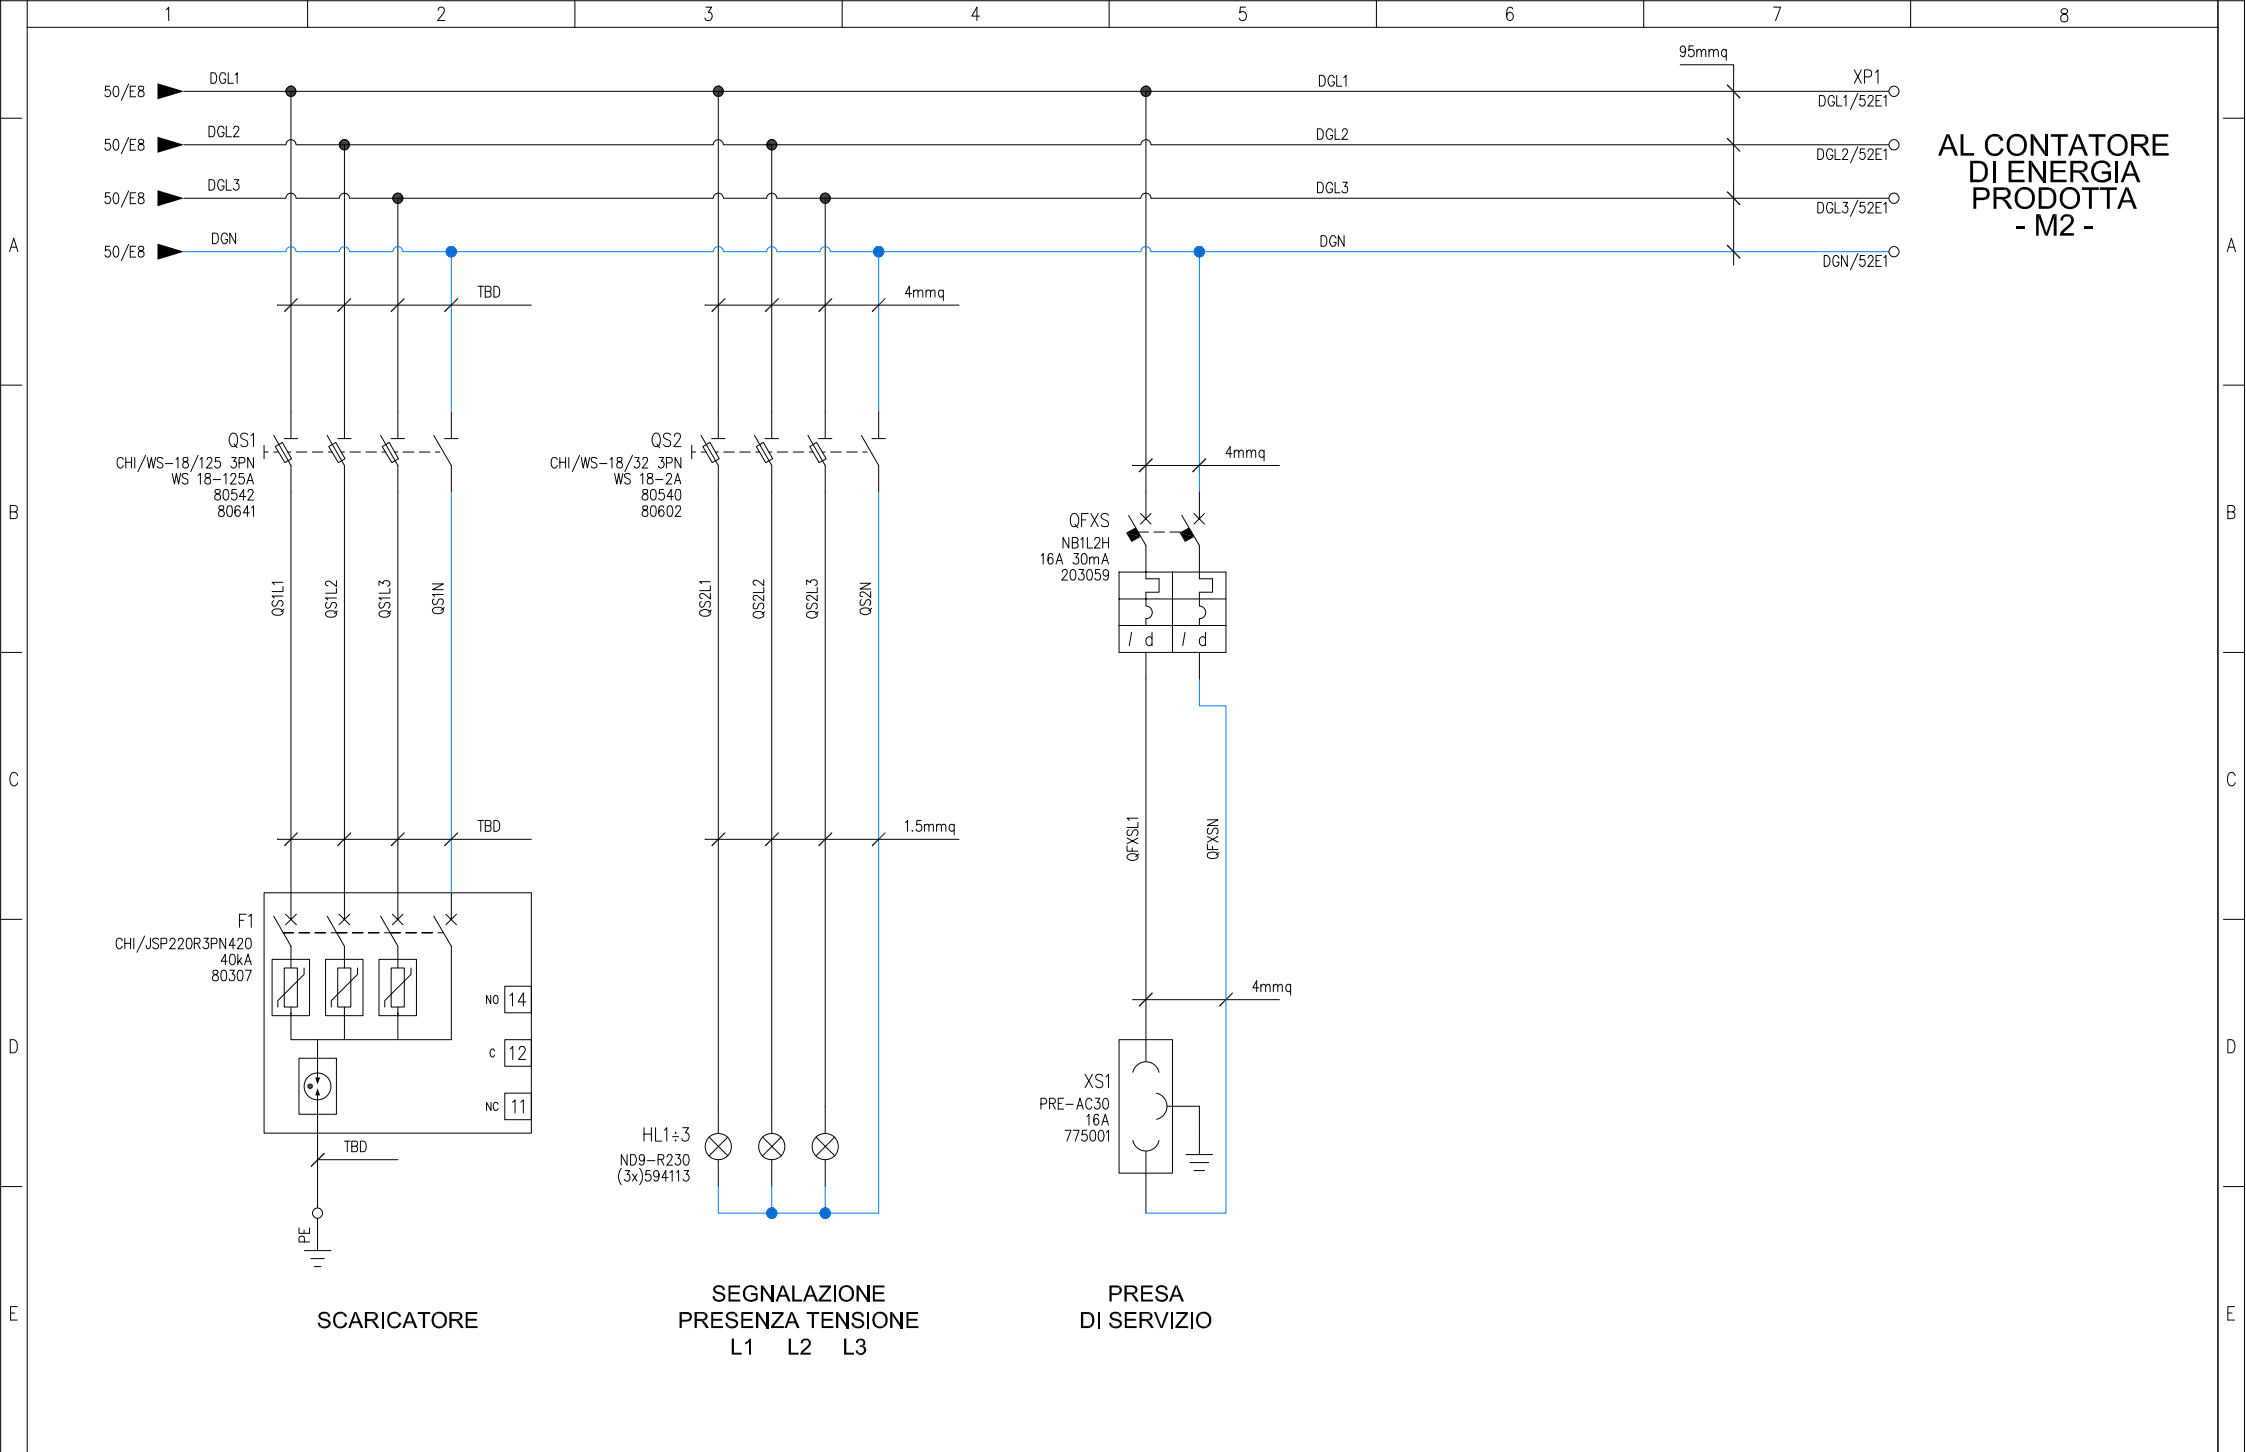 1 2 3 4 5 6 7 8
95mmq
50/E8 DGL1 DGL1 XP1
DGL1/52E1
50/E8 DGL2 DGL2
DGL2/52E1
50/E8 DGL3 DGL3
DGL3/52E1
50/E8 DGN DGN
DGN/52E1
AL CONTATORE
DI ENERGIA
PRODOTTA
- M2 -
A A
TBD
4mmq
QS1
CHI/WS-18/125 3PN
WS 18-125A
80542
80641
QS2
CHI/WS-18/32 3PN
WS 18-2A
80540
80602
4mmq
QFXS
NB1L2H
16A 30mA
203059
I d I d
B B
QS1L1
QS1L2
QS1L3
QS1N
QS2L1
QS2L2
QS2L3
QS2N
C C
TBD
1.5mmq
QFXSL1
QFXSN
F1
CHI/JSP220R3PN420
40kA
80307
NO 14
C 12
NC 11
4mmq
D D
XS1
PRE-AC30
16A
775001
HL1÷3
ND9-R230
(3x)594113
TBD
PE
E E
SCARICATORE
SEGNALAZIONE
PRESENZA TENSIONE
L1 L2 L3
PRESA
DI SERVIZIO